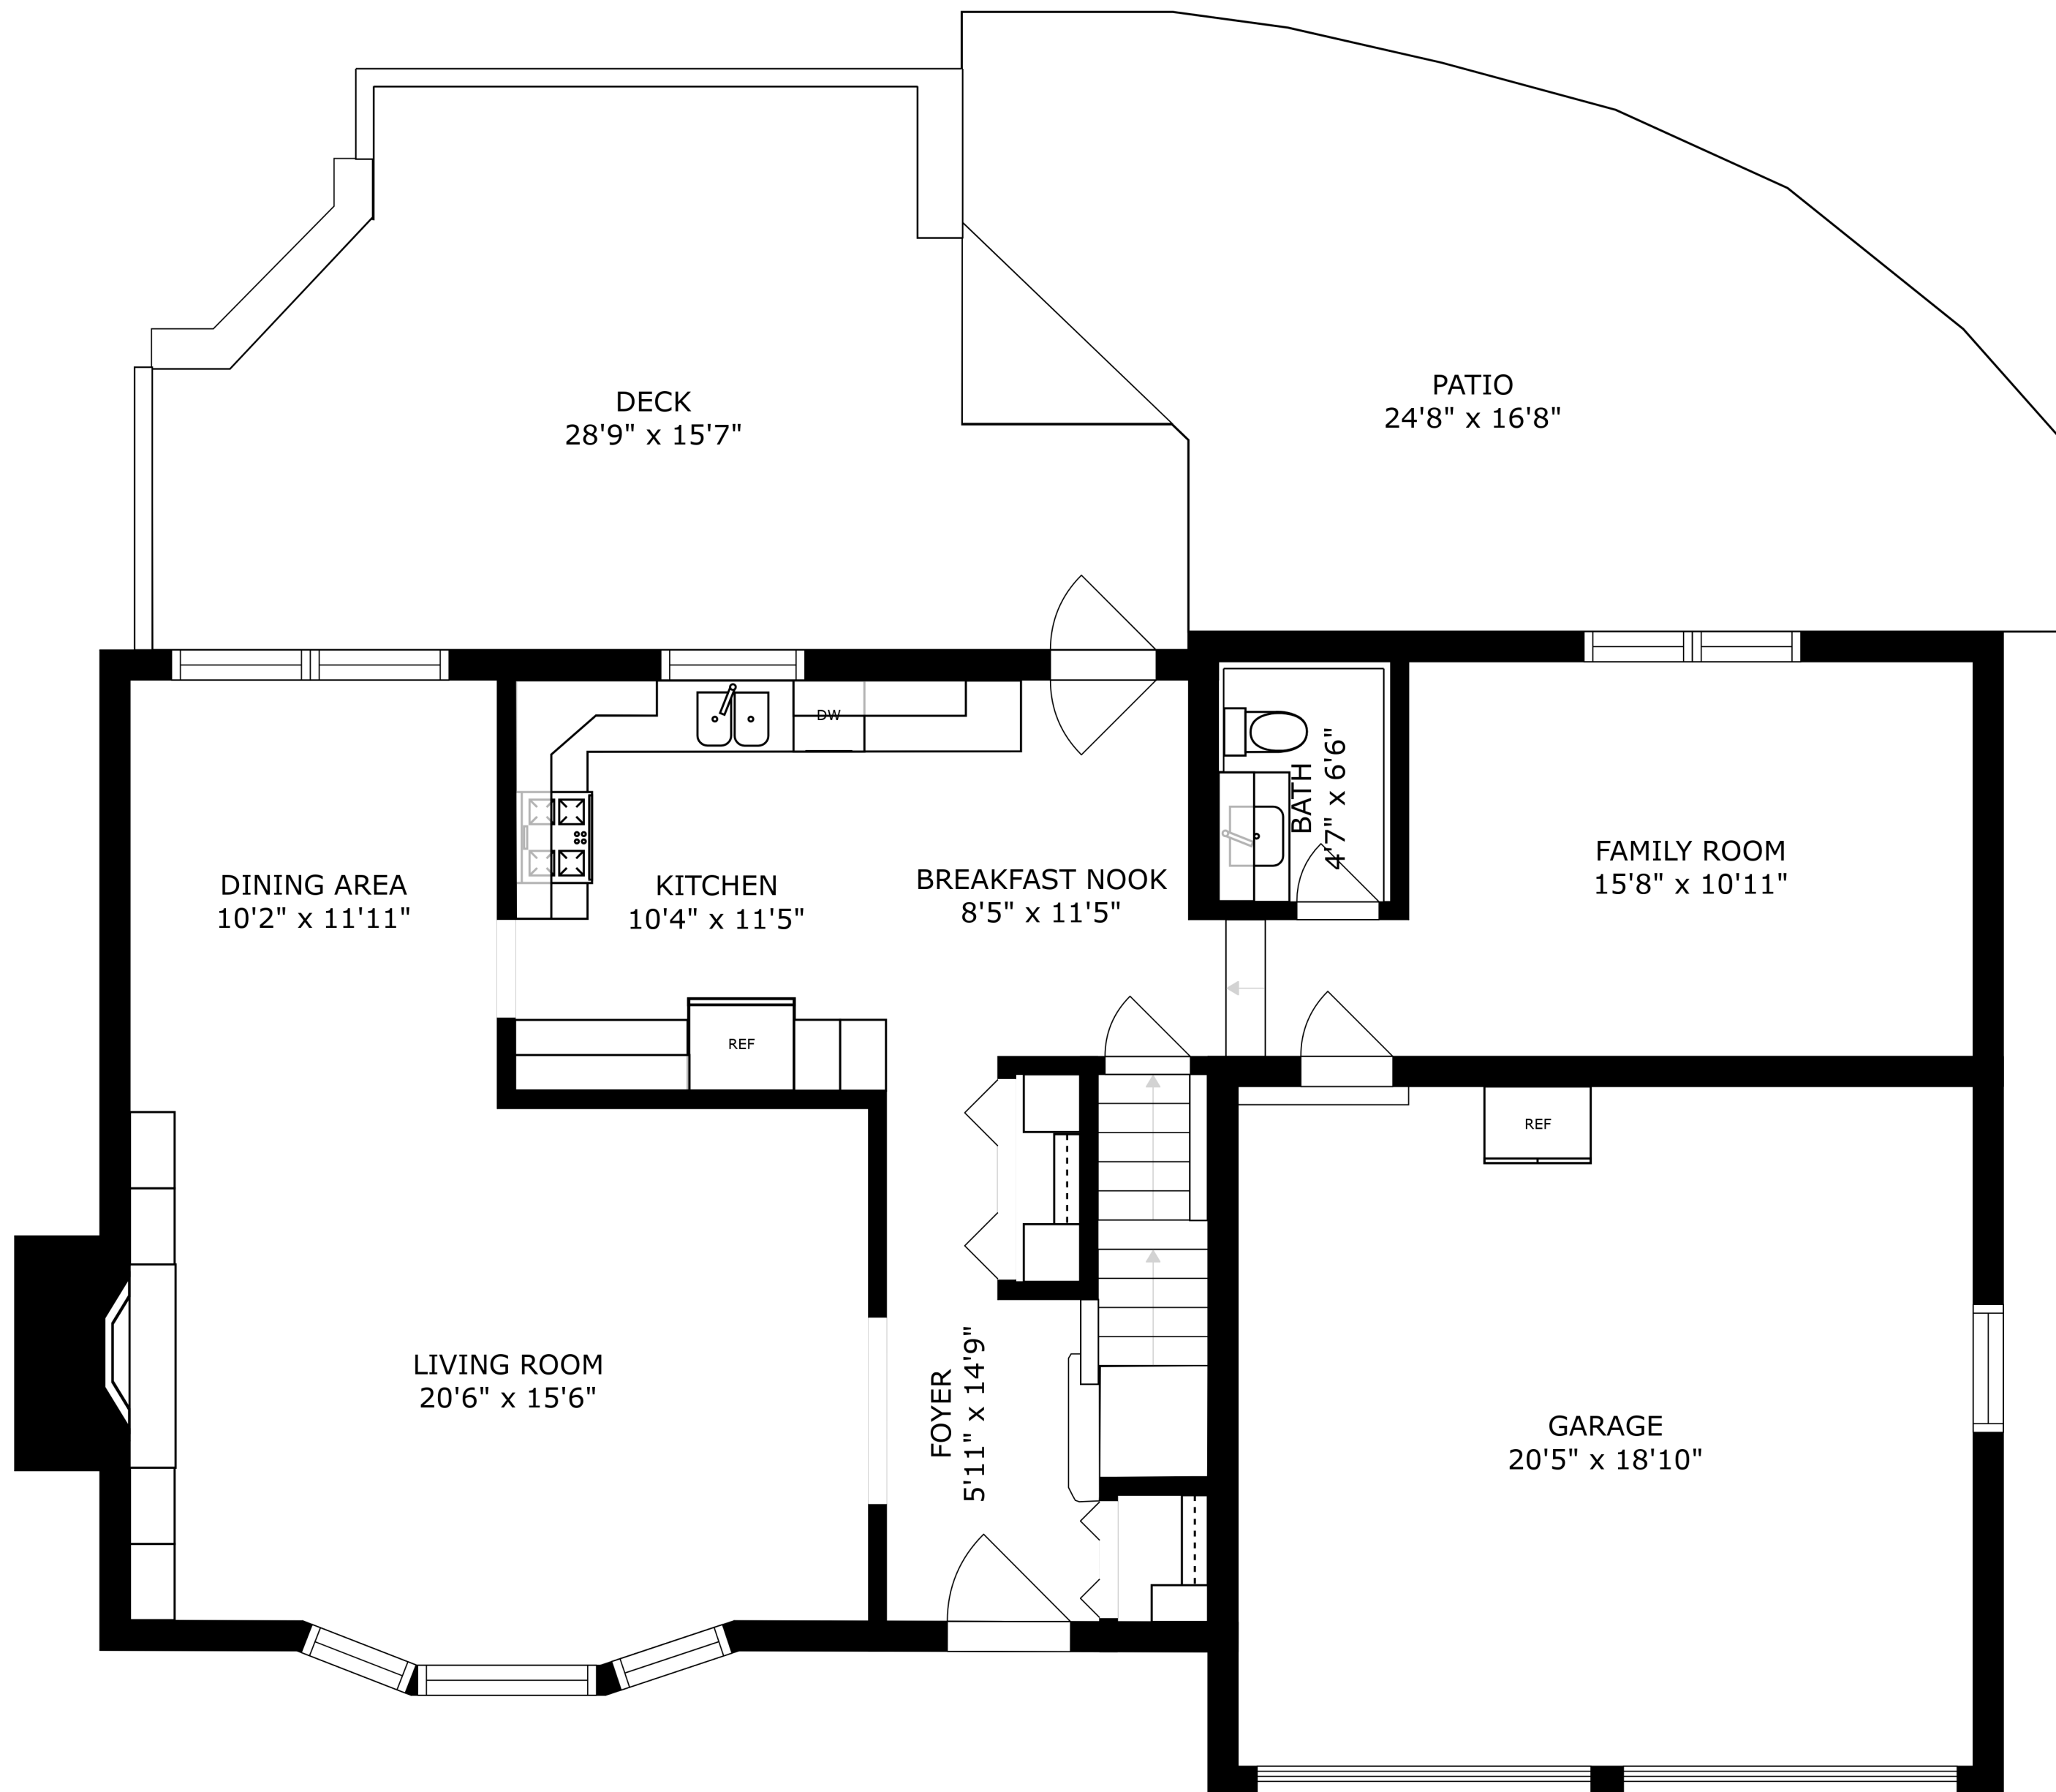 PATIO
24'8" x 16'8"
DECK
28'9" x 15'7"
DW
BATH
4'7" x 6'6"
FAMILY ROOM
15'8" x 10'11"
DINING AREA
10'2" x 11'11"
KITCHEN
10'4" x 11'5"
BREAKFAST NOOK
8'5" x 11'5"
REF
REF
LIVING ROOM
20'6" x 15'6"
FOYER
5'11" x 14'9"
GARAGE
20'5" x 18'10"